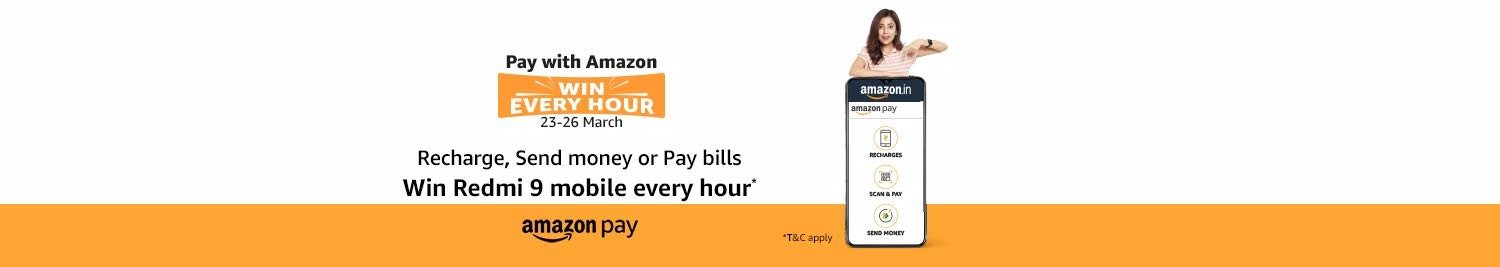 Pay with Amazon
WIN
EVERY HOUR
23-26 March
Recharge, Send money or Pay bills
Win Redmi 9 mobile every hour*
amazon pay
*T&C apply
amazon.in
amazon pay
RECHARGES
SCAN & PAY
SEND MONEY